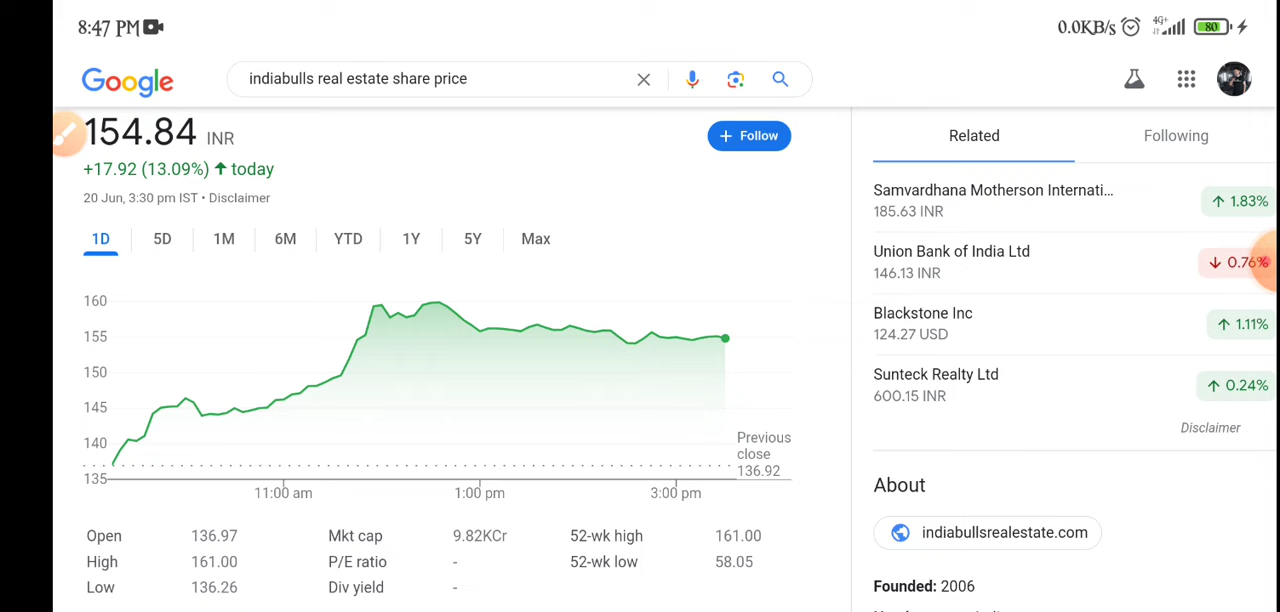 8:47 PM
0.0KB/s 4G+ 80
Google
indiabulls real estate share price
154.84 INR
+ Follow
+17.92 (13.09%) ↑ today
20 Jun, 3:30 pm IST • Disclaimer
1D 5D 1M 6M YTD 1Y 5Y Max
160
155
150
145
140
135
Previous
close
136.92
11:00 am 1:00 pm 3:00 pm
Open 136.97 Mkt cap 9.82KCr 52-wk high 161.00
High 161.00 P/E ratio - 52-wk low 58.05
Low 136.26 Div yield -
Related Following
Samvardhana Motherson Internati...
185.63 INR
↑ 1.83%
Union Bank of India Ltd
146.13 INR
↓ 0.76%
Blackstone Inc
124.27 USD
↑ 1.11%
Sunteck Realty Ltd
600.15 INR
↑ 0.24%
Disclaimer
About
indiabullsrealestate.com
Founded: 2006